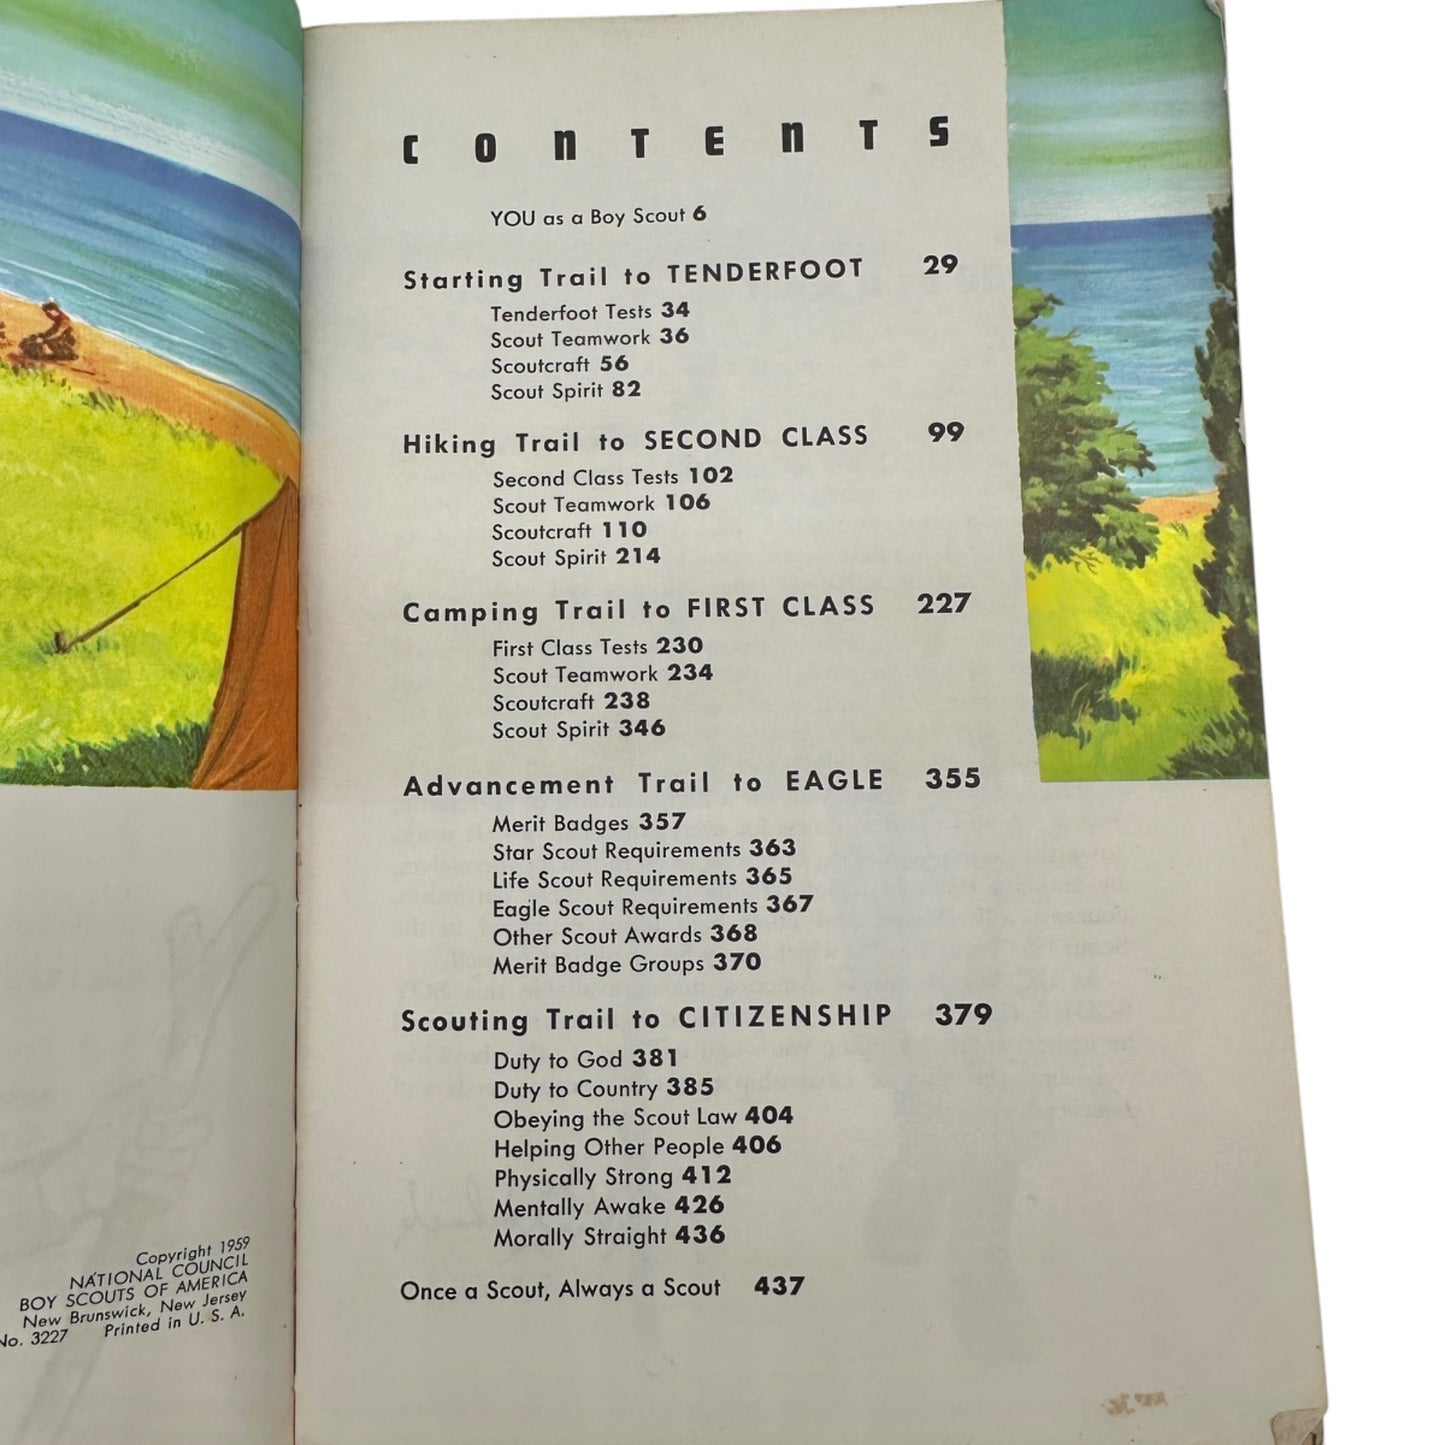 Copyright 1959
NATIONAL COUNCIL
BOY SCOUTS OF AMERICA
New Brunswick, New Jersey
No. 3227 Printed in U. S. A.
CONTENTS
YOU as a Boy Scout 6
Starting Trail to TENDERFOOT 29
Tenderfoot Tests 34
Scout Teamwork 36
Scoutcraft 56
Scout Spirit 82
Hiking Trail to SECOND CLASS 99
Second Class Tests 102
Scout Teamwork 106
Scoutcraft 110
Scout Spirit 214
Camping Trail to FIRST CLASS 227
First Class Tests 230
Scout Teamwork 234
Scoutcraft 238
Scout Spirit 346
Advancement Trail to EAGLE 355
Merit Badges 357
Star Scout Requirements 363
Life Scout Requirements 365
Eagle Scout Requirements 367
Other Scout Awards 368
Merit Badge Groups 370
Scouting Trail to CITIZENSHIP 379
Duty to God 381
Duty to Country 385
Obeying the Scout Law 404
Helping Other People 406
Physically Strong 412
Mentally Awake 426
Morally Straight 436
Once a Scout, Always a Scout 437